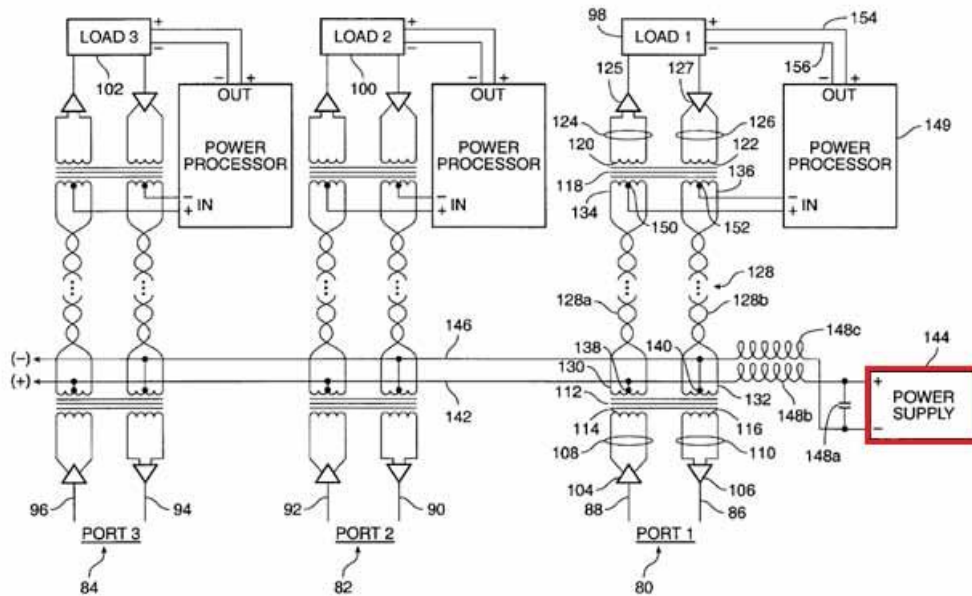 LOAD 3
+
−
102
− +
OUT
POWER
PROCESSOR
−
+
IN
LOAD 2
+
−
100
− +
OUT
POWER
PROCESSOR
−
+
IN
98
LOAD 1
+
−
154
156
− +
OUT
POWER
PROCESSOR
149
−
+
IN
125
127
124
126
120
122
118
136
134
150
152
128
128a
128b
146
138
140
148c
144
(−)
(+)
130
132
112
142
114
116
148b
148a
+
POWER
SUPPLY
−
108
110
104
106
96
94
92
90
88
86
PORT 3
PORT 2
PORT 1
84
82
80